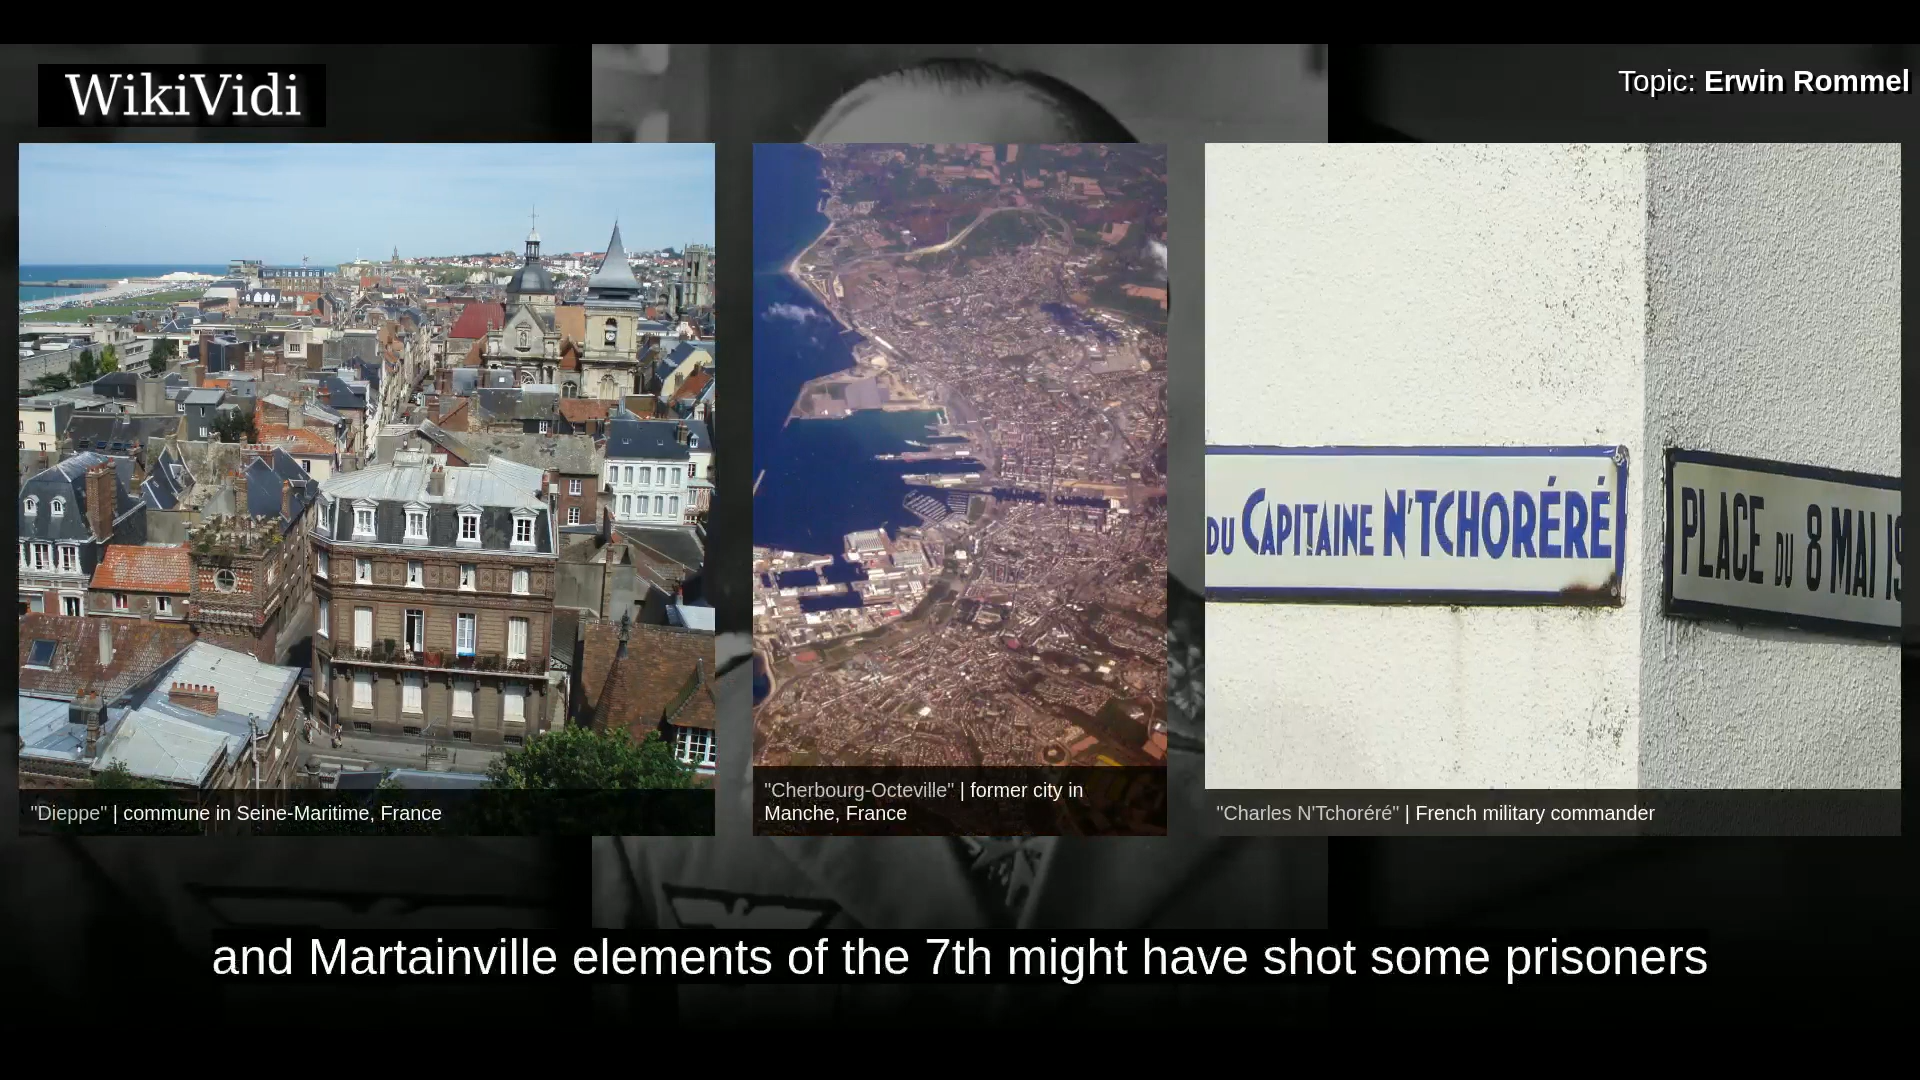 WikiVidi
Topic: Erwin Rommel
DU CAPITAINE N'TCHORÉRÉ
PLACE DU 8 MAI 19
"Dieppe" | commune in Seine-Maritime, France
"Cherbourg-Octeville" | former city in
Manche, France
"Charles N'Tchoréré" | French military commander
and Martainville elements of the 7th might have shot some prisoners